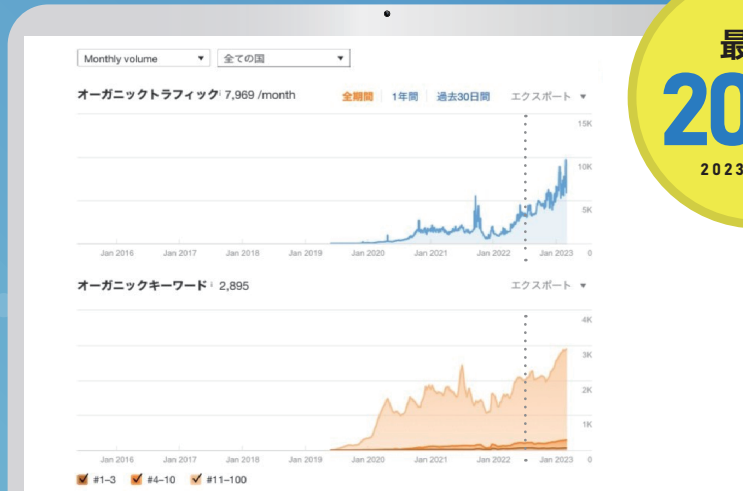 Monthly volume ▼ 全ての国 ▼
最
20
2023
オーガニックトラフィック i 7,969 /month 全期間 1年間 過去30日間 エクスポート ▼
15K
10K
5K
0
Jan 2016 Jan 2017 Jan 2018 Jan 2019 Jan 2020 Jan 2021 Jan 2022 Jan 2023
オーガニックキーワード i 2,895 エクスポート ▼
4K
3K
2K
1K
0
Jan 2016 Jan 2017 Jan 2018 Jan 2019 Jan 2020 Jan 2021 Jan 2022 Jan 2023
#1–3 #4–10 #11–100